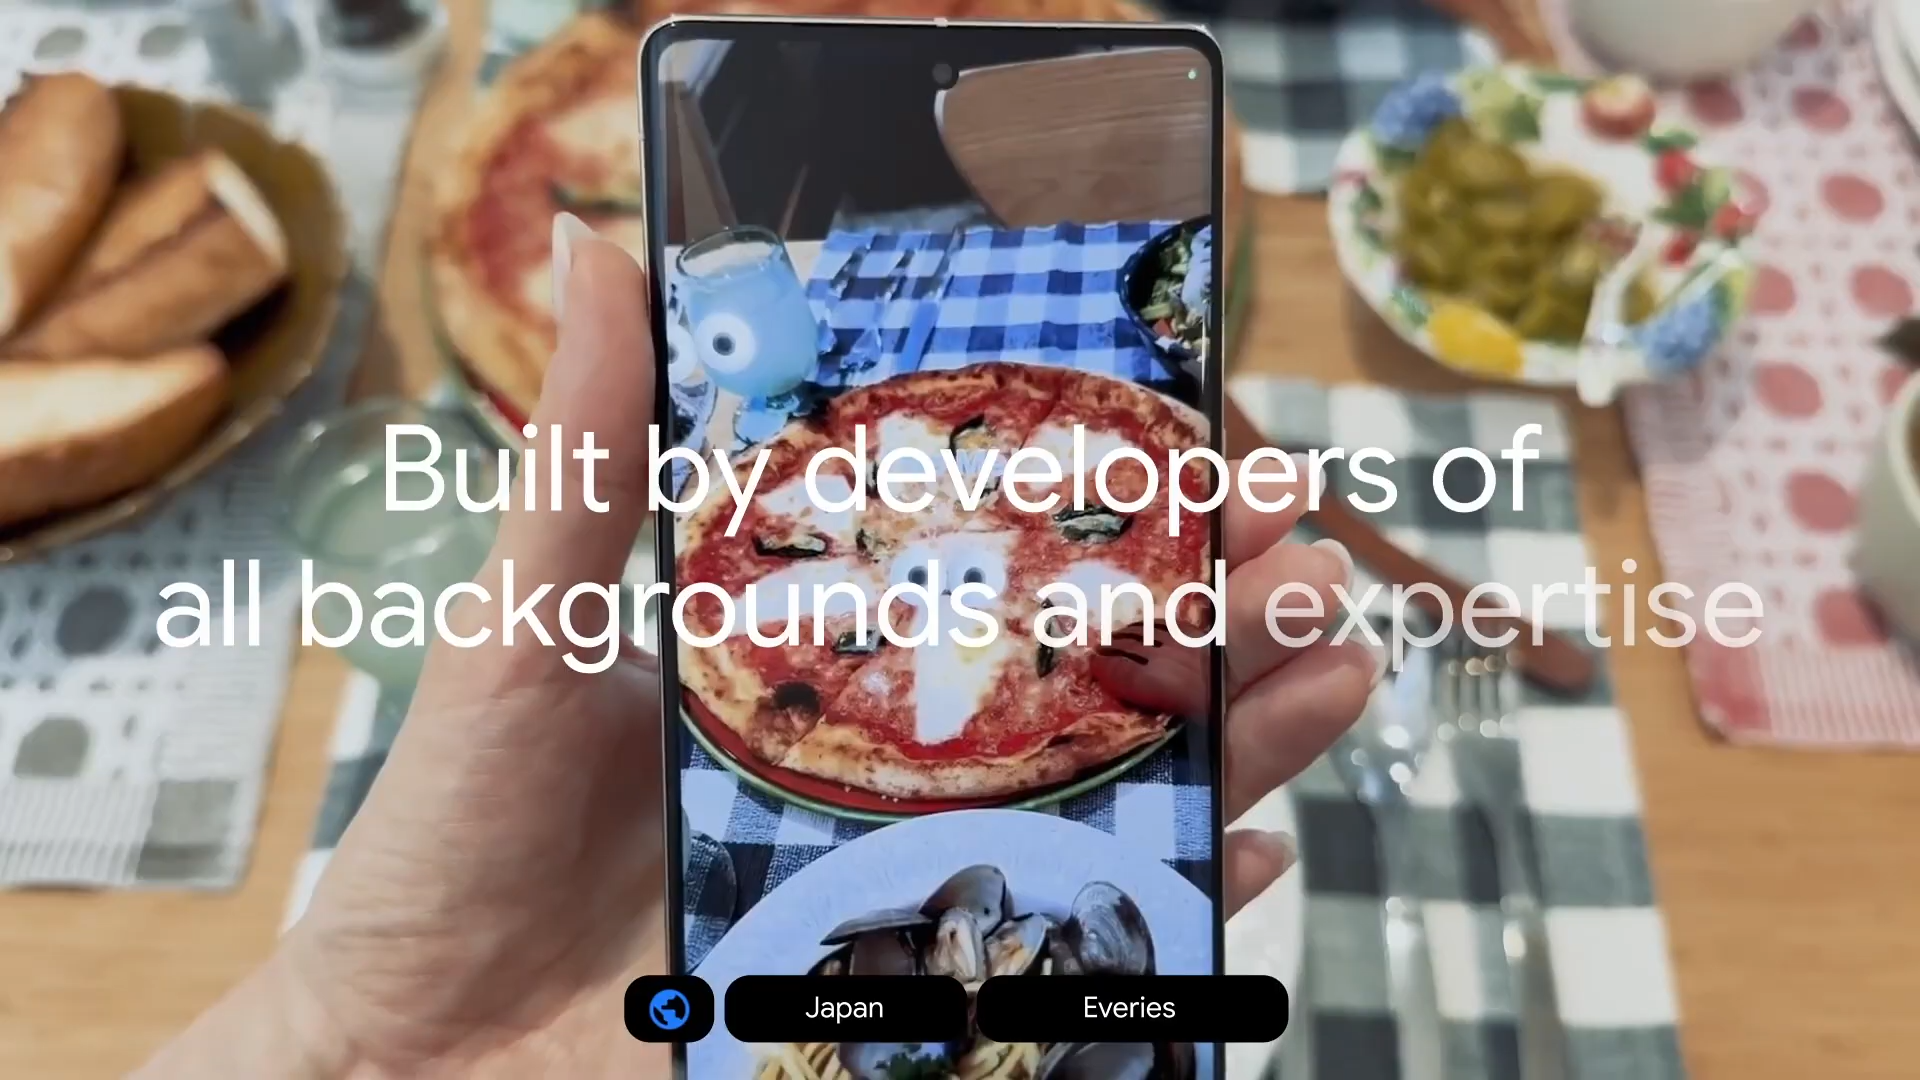 Built by developers of
all backgrounds and expertise
Japan
Everies